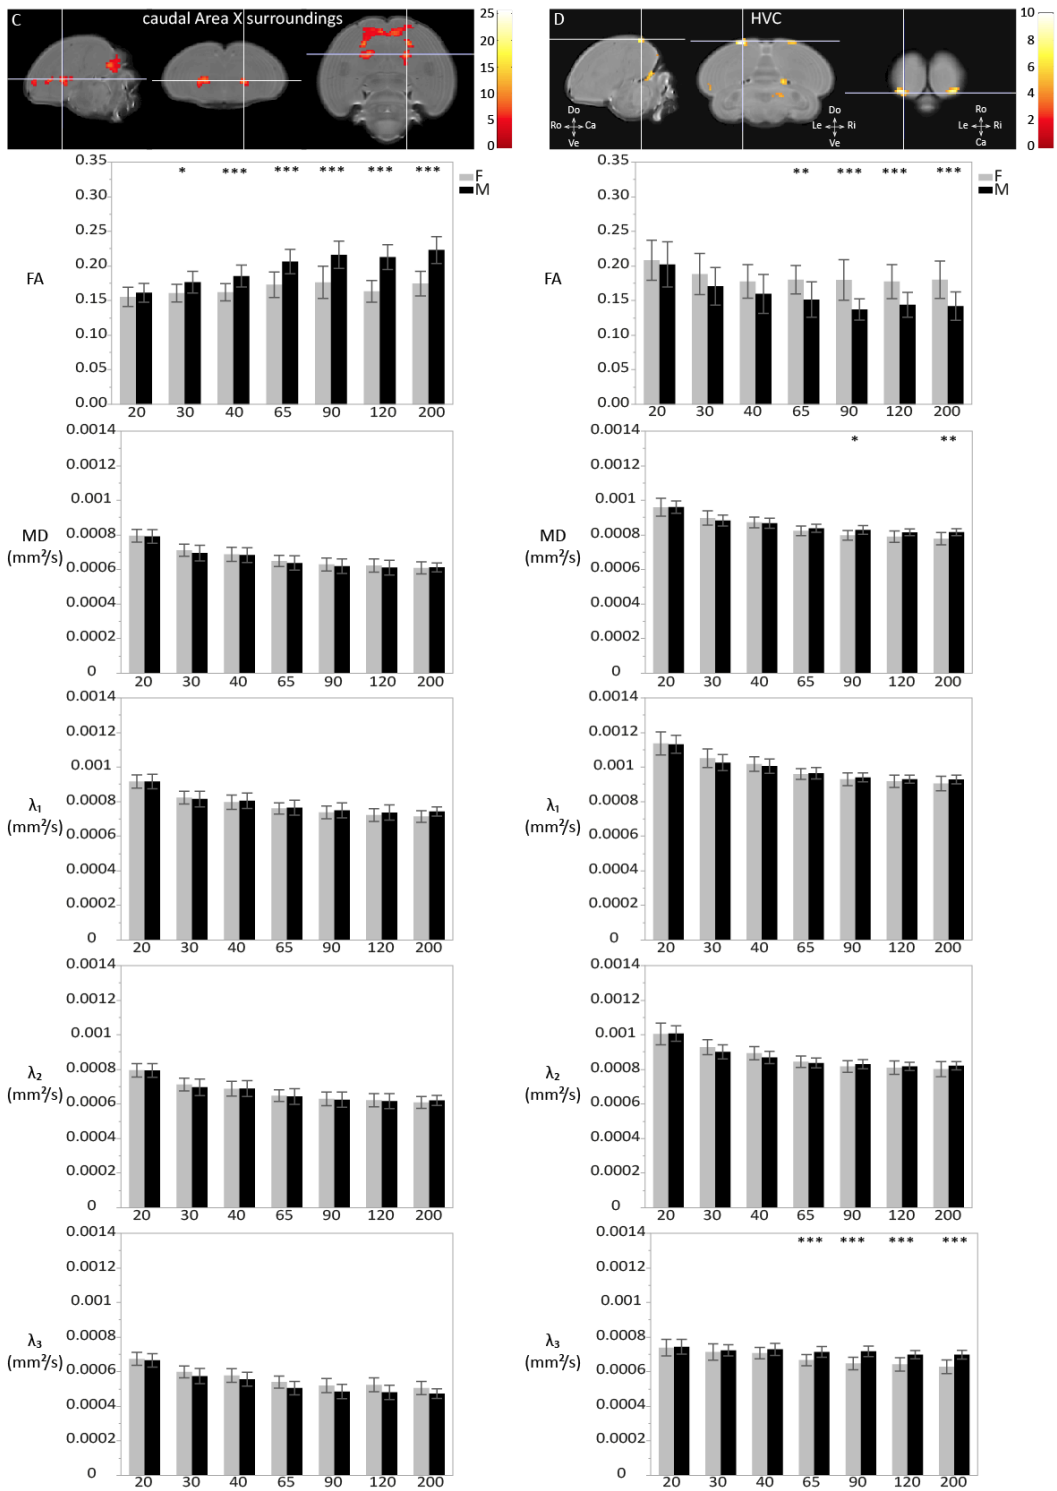 C caudal Area X surroundings
25
20
15
10
5
0
D HVC
10
8
6
4
2
0
Do
Ro Ca
Ve
Do
Le Ri
Ve
Ro
Le Ri
Ca
FA
0.35
0.30
0.25
0.20
0.15
0.10
0.05
0.00
* *** *** *** *** ***
F
M
20 30 40 65 90 120 200
FA
0.35
0.30
0.25
0.20
0.15
0.10
0.05
0.00
** *** *** ***
F
M
20 30 40 65 90 120 200
MD
(mm²/s)
0.0014
0.0012
0.001
0.0008
0.0006
0.0004
0.0002
0
20 30 40 65 90 120 200
MD
(mm²/s)
0.0014
0.0012
0.001
0.0008
0.0006
0.0004
0.0002
0
* **
20 30 40 65 90 120 200
λ₁
(mm²/s)
0.0014
0.0012
0.001
0.0008
0.0006
0.0004
0.0002
0
20 30 40 65 90 120 200
λ₁
(mm²/s)
0.0014
0.0012
0.001
0.0008
0.0006
0.0004
0.0002
0
20 30 40 65 90 120 200
λ₂
(mm²/s)
0.0014
0.0012
0.001
0.0008
0.0006
0.0004
0.0002
0
20 30 40 65 90 120 200
λ₂
(mm²/s)
0.0014
0.0012
0.001
0.0008
0.0006
0.0004
0.0002
0
20 30 40 65 90 120 200
λ₃
(mm²/s)
0.0014
0.0012
0.001
0.0008
0.0006
0.0004
0.0002
0
20 30 40 65 90 120 200
λ₃
(mm²/s)
0.0014
0.0012
0.001
0.0008
0.0006
0.0004
0.0002
0
*** *** *** ***
20 30 40 65 90 120 200